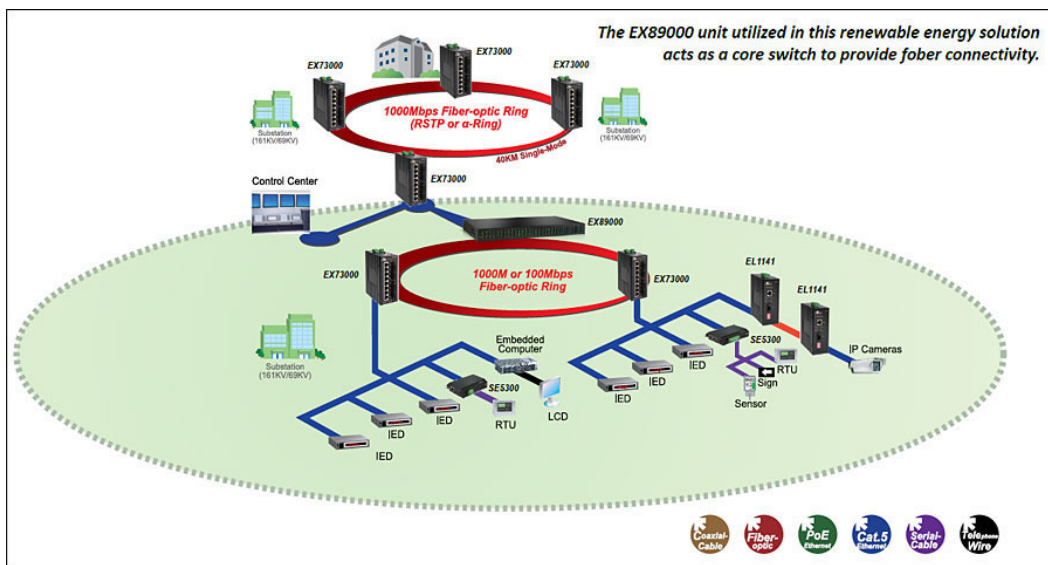 The EX89000 unit utilized in this renewable energy solution
acts as a core switch to provide fober connectivity.
EX73000
EX73000
EX73000
1000Mbps Fiber-optic Ring
(RSTP or α-Ring)
Substation
(161KV/69KV)
Substation
(161KV/69KV)
40KM Single-Mode
EX73000
Control Center
EX89000
EX73000
1000M or 100Mbps
Fiber-optic Ring
EX73000
EL1141
EL1141
Substation
(161KV/69KV)
Embedded
Computer
SE5300
IED
IED
IED
RTU
LCD
SE5300
IED
IED
IED
RTU
Sign
Sensor
IP Cameras
Coaxial-
Cable
Fiber-
optic
PoE
Ethernet
Cat.5
Ethernet
Serial-
Cable
Telephone
Wire